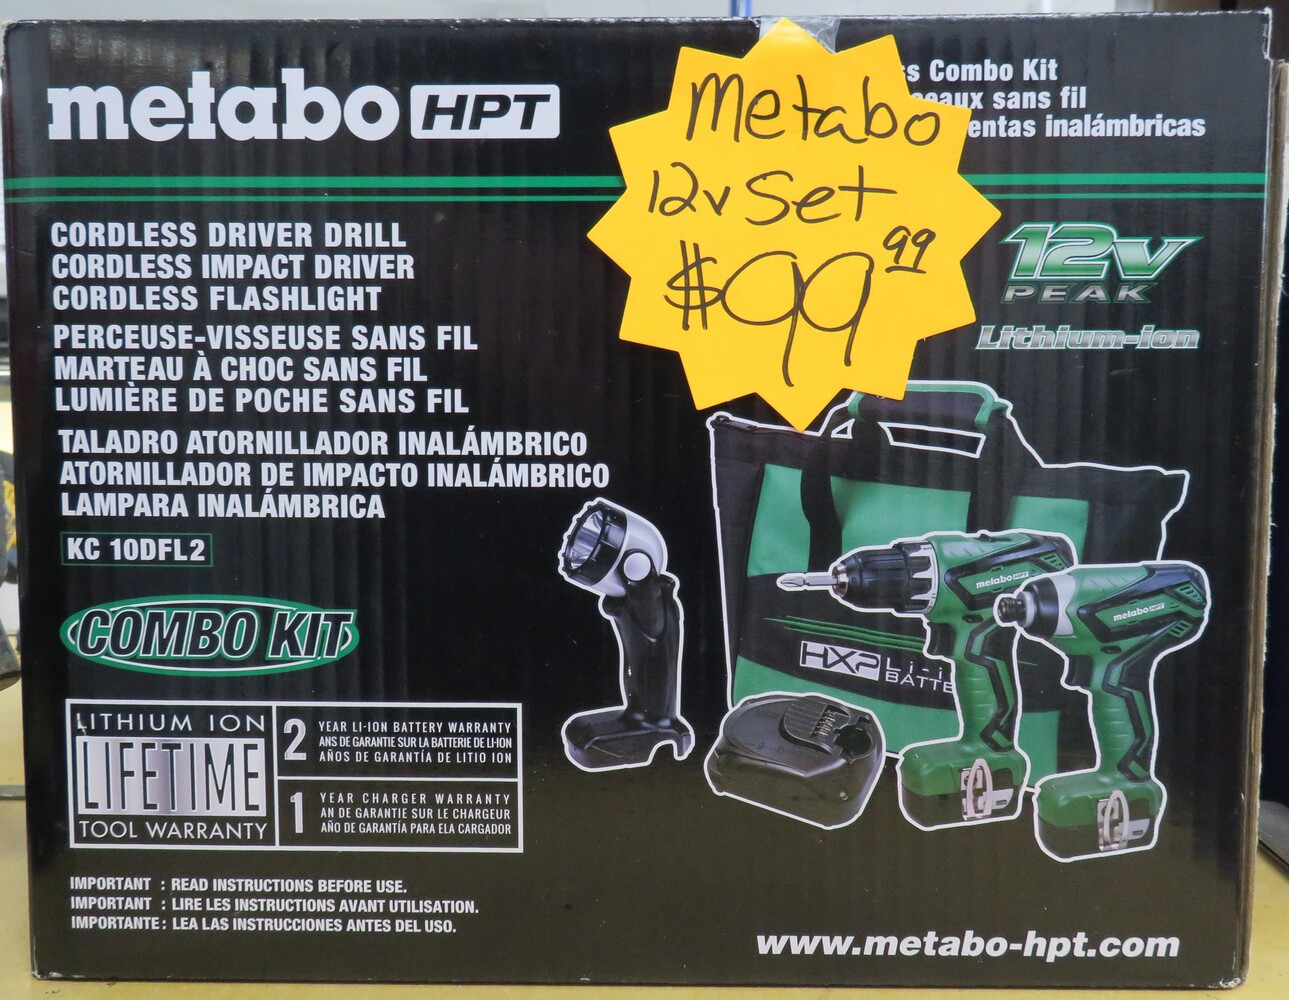 metabo HPT
ss Combo Kit
eaux sans fil
entas inalámbricas
Metabo
12v Set
$99.99
CORDLESS DRIVER DRILL
CORDLESS IMPACT DRIVER
CORDLESS FLASHLIGHT
PERCEUSE-VISSEUSE SANS FIL
MARTEAU À CHOC SANS FIL
LUMIÈRE DE POCHE SANS FIL
TALADRO ATORNILLADOR INALÁMBRICO
ATORNILLADOR DE IMPACTO INALÁMBRICO
LAMPARA INALÁMBRICA
KC 10DFL2
12V
PEAK
Lithium-ion
COMBO KIT
metabo HPT
metabo HPT
HXP Li-i
BATTE
LITHIUM ION
LIFETIME
TOOL WARRANTY
2 YEAR LI-ION BATTERY WARRANTY
ANS DE GARANTIE SUR LA BATTERIE DE LI-ION
AÑOS DE GARANTÍA DE LITIO ION
1 YEAR CHARGER WARRANTY
AN DE GARANTIE SUR LE CHARGEUR
AÑO DE GARANTÍA PARA ELA CARGADOR
IMPORTANT : READ INSTRUCTIONS BEFORE USE.
IMPORTANT : LIRE LES INSTRUCTIONS AVANT UTILISATION.
IMPORTANTE: LEA LAS INSTRUCCIONES ANTES DEL USO.
www.metabo-hpt.com